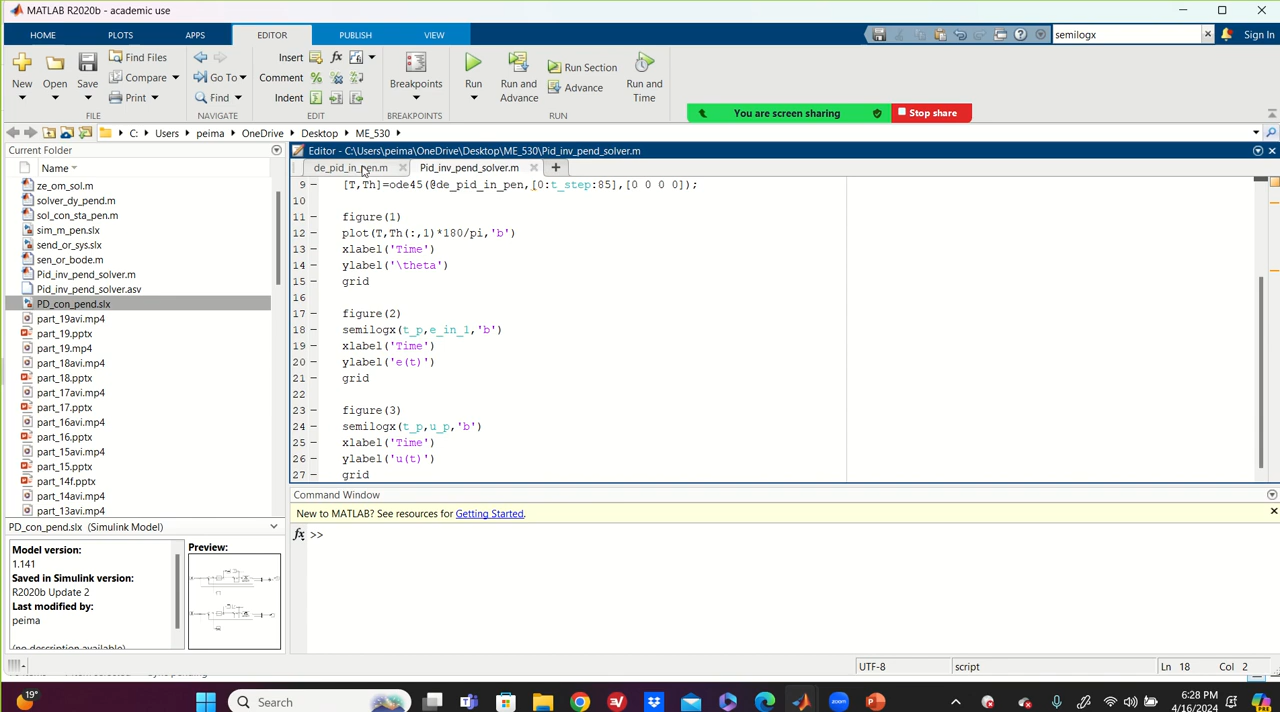 MATLAB R2020b - academic use
HOME PLOTS APPS EDITOR PUBLISH VIEW semilogx Sign In
New Open Save Find Files Compare Print Go To Find Insert fx Comment % Indent Breakpoints Run Run and Advance Run Section Advance Run and Time
FILE NAVIGATE EDIT BREAKPOINTS RUN
You are screen sharing Stop share
C: Users peima OneDrive Desktop ME_530
Current Folder
Name
ze_om_sol.m
solver_dy_pend.m
sol_con_sta_pen.m
sim_m_pen.slx
send_or_sys.slx
sen_or_bode.m
Pid_inv_pend_solver.m
Pid_inv_pend_solver.asv
PD_con_pend.slx
part_19avi.mp4
part_19.pptx
part_19.mp4
part_18avi.mp4
part_18.pptx
part_17avi.mp4
part_17.pptx
part_16avi.mp4
part_16.pptx
part_15avi.mp4
part_15.pptx
part_14f.pptx
part_14avi.mp4
part_13avi.mp4
PD_con_pend.slx (Simulink Model)
Model version:
1.141
Saved in Simulink version:
R2020b Update 2
Last modified by:
peima
(no description available)
Preview:
Editor - C:\Users\peima\OneDrive\Desktop\ME_530\Pid_inv_pend_solver.m
de_pid_in_pen.m Pid_inv_pend_solver.m
9 - [T,Th]=ode45(@de_pid_in_pen,[0:t_step:85],[0 0 0 0]);
10
11 - figure(1)
12 - plot(T,Th(:,1)*180/pi,'b')
13 - xlabel('Time')
14 - ylabel('\theta')
15 - grid
16
17 - figure(2)
18 - semilogx(t_p,e_in_1,'b')
19 - xlabel('Time')
20 - ylabel('e(t)')
21 - grid
22
23 - figure(3)
24 - semilogx(t_p,u_p,'b')
25 - xlabel('Time')
26 - ylabel('u(t)')
27 - grid
Command Window
New to MATLAB? See resources for Getting Started.
fx >>
UTF-8 script Ln 18 Col 2
19° Search zoom 6:28 PM
4/16/2024